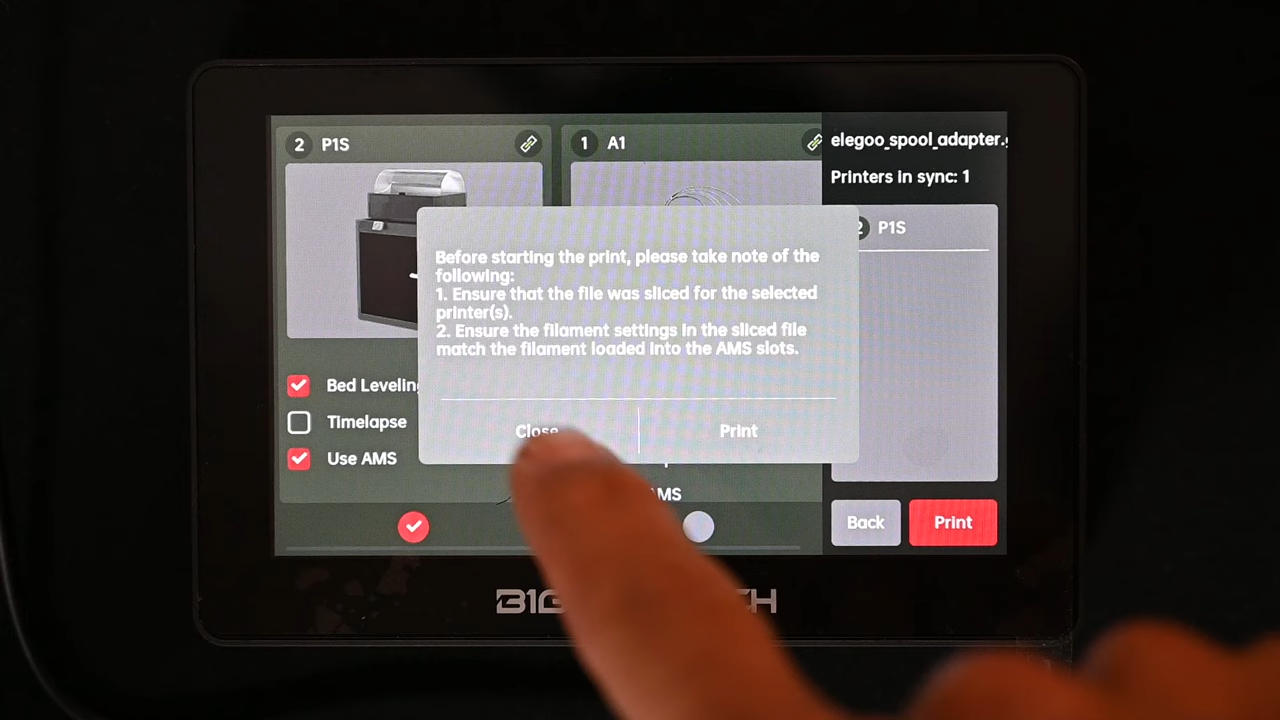 2 P1S
1 A1
elegoo_spool_adapter.
Printers in sync: 1
2 P1S
Before starting the print, please take note of the
following:
1. Ensure that the file was sliced for the selected
printer(s).
2. Ensure the filament settings in the sliced file
match the filament loaded into the AMS slots.
Close
Print
Bed Leveling
Timelapse
Use AMS
AMS
Back
Print